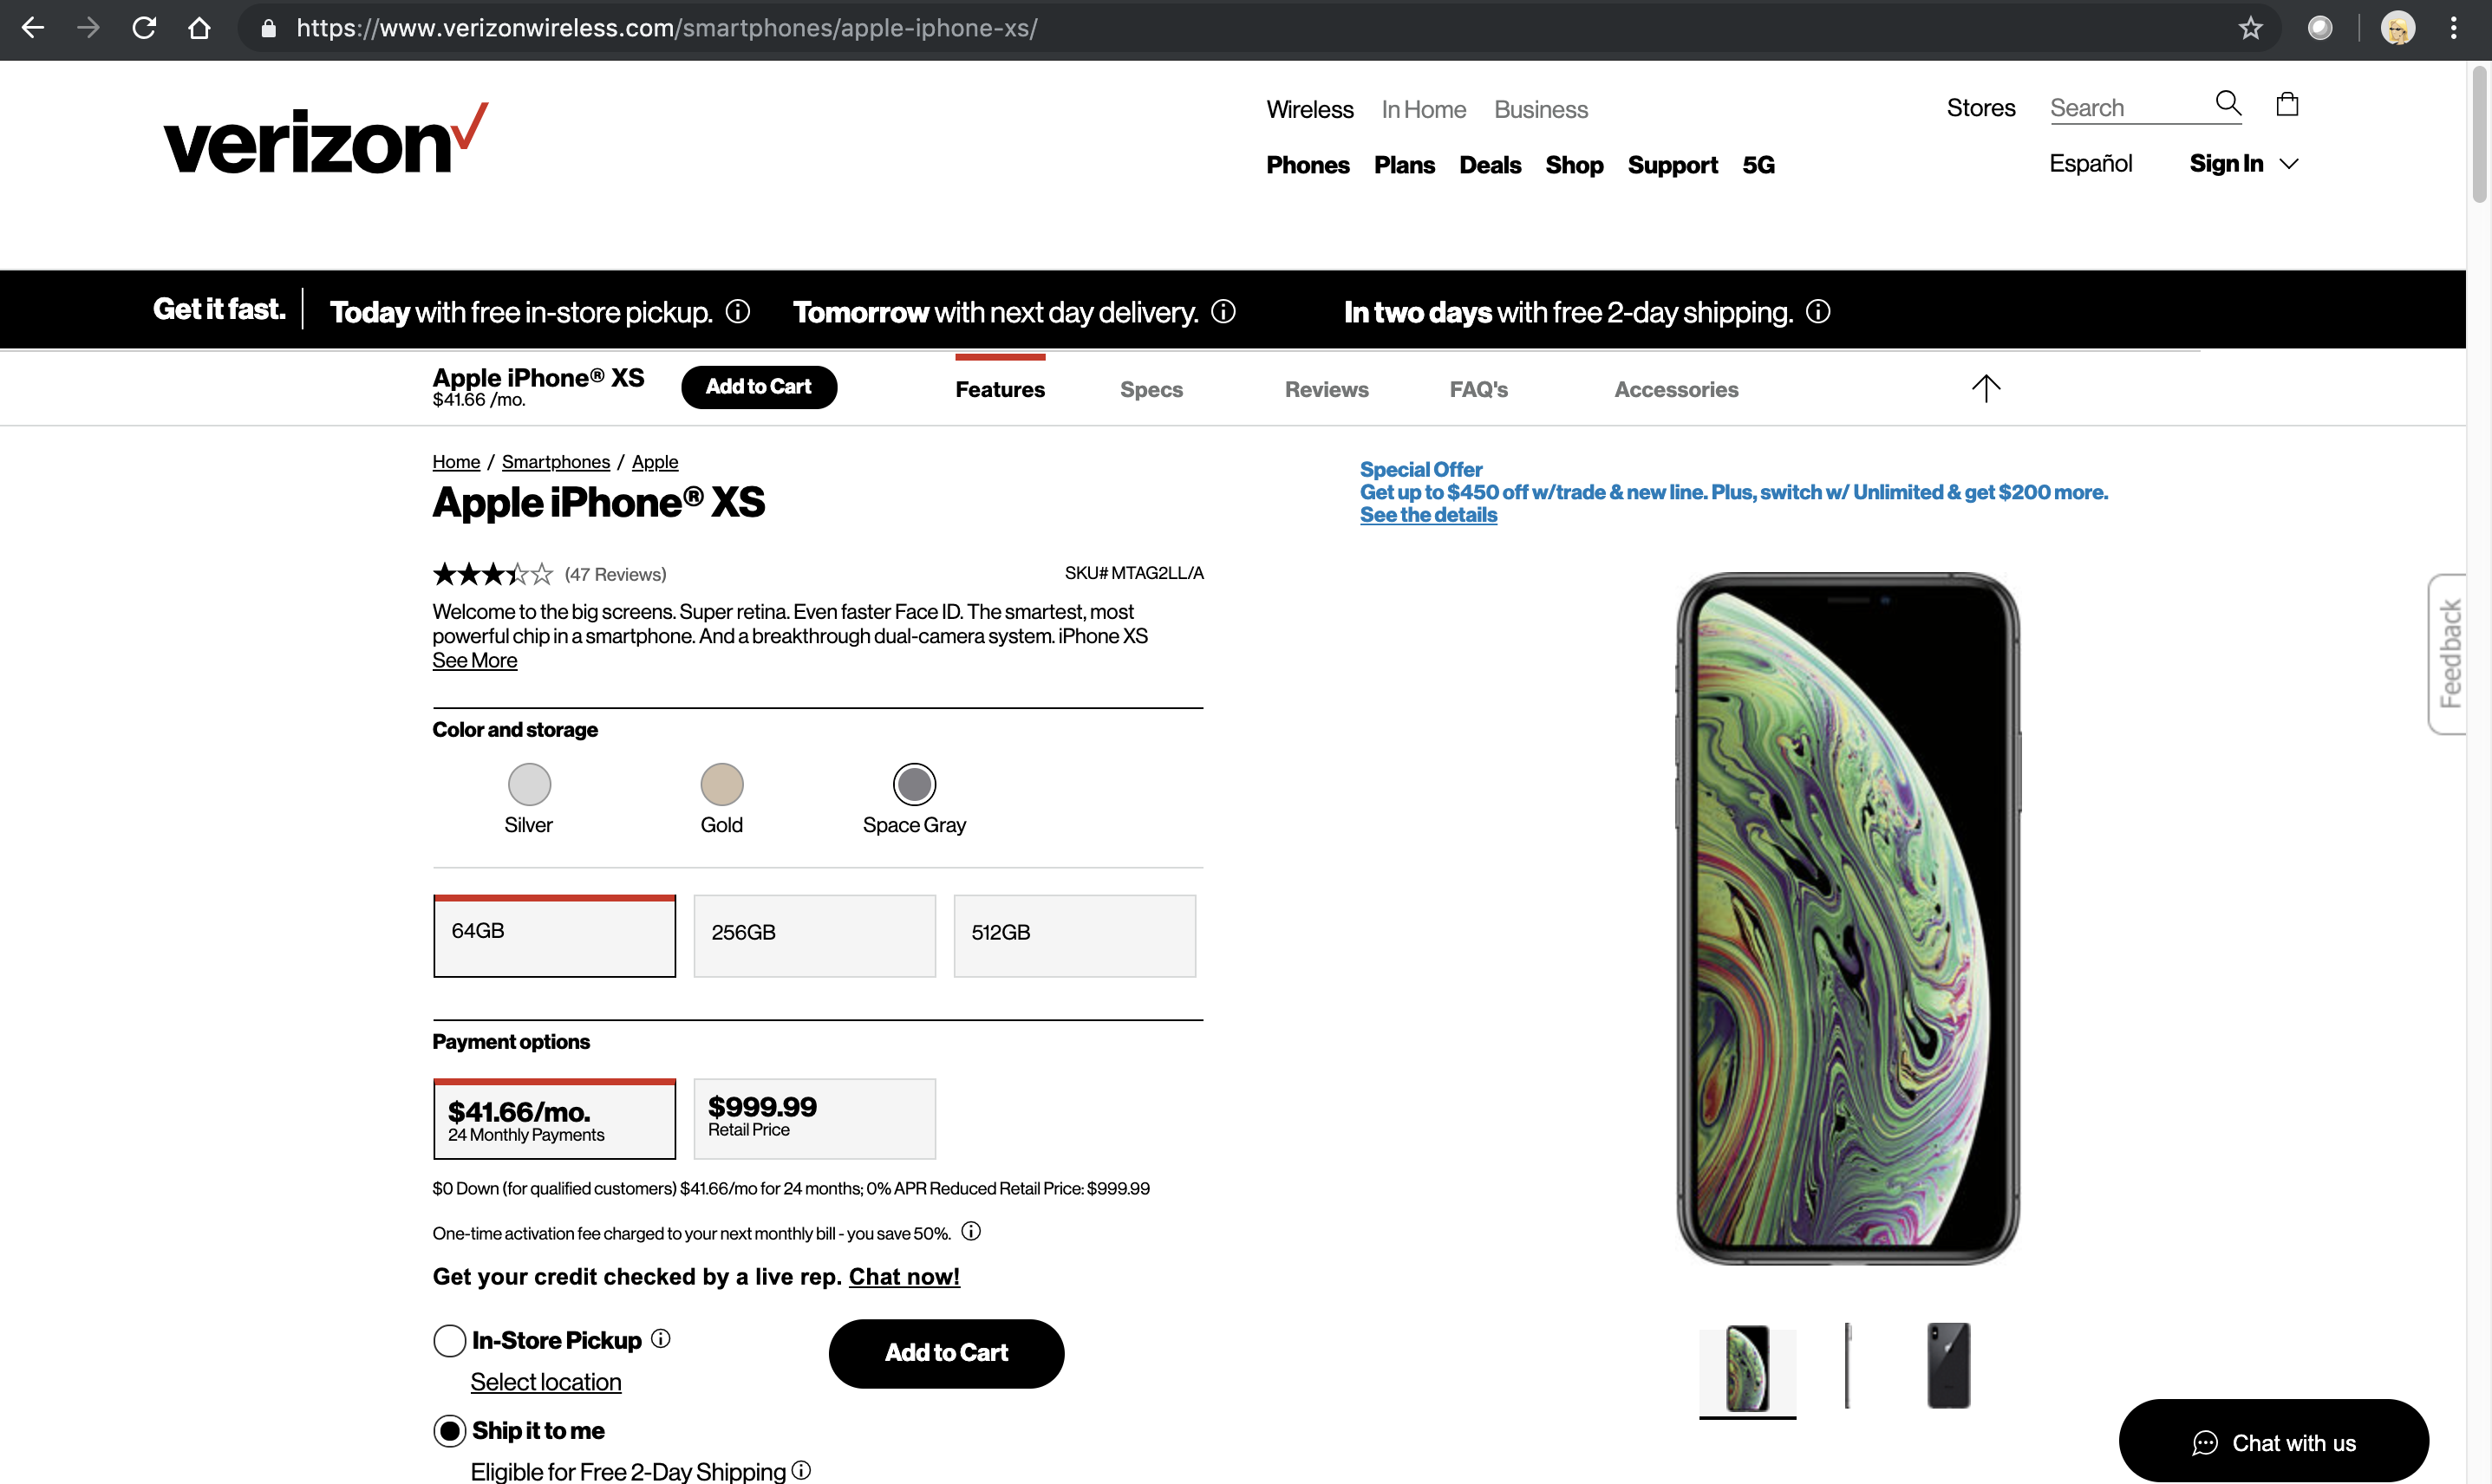 https://www.verizonwireless.com/smartphones/apple-iphone-xs/
verizon
Wireless In Home Business
Stores Search
Phones Plans Deals Shop Support 5G
Español Sign In
Get it fast. Today with free in-store pickup. Tomorrow with next day delivery. In two days with free 2-day shipping.
Apple iPhone® XS
$41.66 /mo.
Add to Cart
Features Specs Reviews FAQ's Accessories
Home / Smartphones / Apple
Apple iPhone® XS
Special Offer
Get up to $450 off w/trade & new line. Plus, switch w/ Unlimited & get $200 more.
See the details
(47 Reviews)
SKU# MTAG2LL/A
Welcome to the big screens. Super retina. Even faster Face ID. The smartest, most
powerful chip in a smartphone. And a breakthrough dual-camera system. iPhone XS
See More
Feedback
Color and storage
Silver Gold Space Gray
64GB 256GB 512GB
Payment options
$41.66/mo.
24 Monthly Payments
$999.99
Retail Price
$0 Down (for qualified customers) $41.66/mo for 24 months; 0% APR Reduced Retail Price: $999.99
One-time activation fee charged to your next monthly bill - you save 50%.
Get your credit checked by a live rep. Chat now!
In-Store Pickup
Select location
Add to Cart
Ship it to me
Eligible for Free 2-Day Shipping
Chat with us